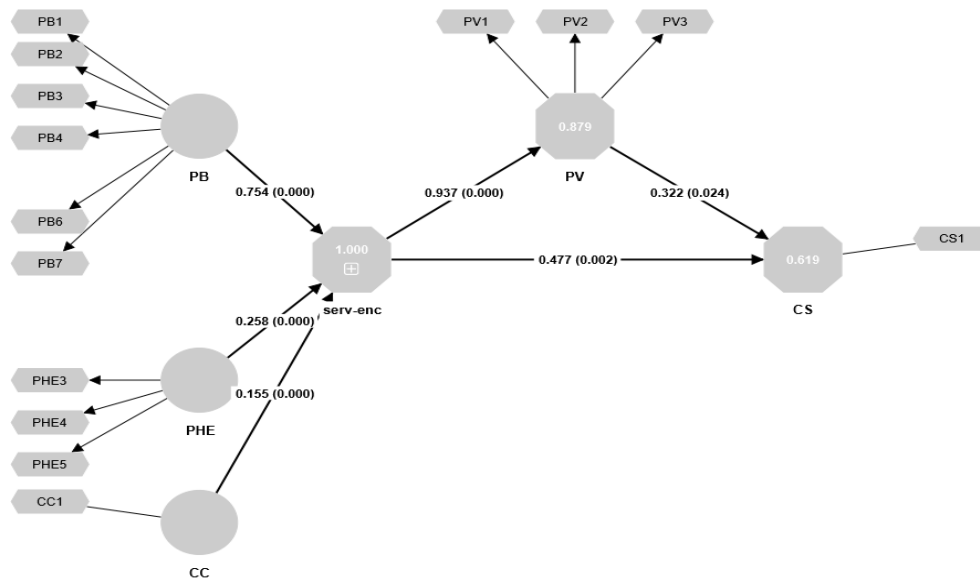 PB1
PB2
PB3
PB4
PB6
PB7
PB
0.754 (0.000)
PV1
PV2
PV3
0.879
PV
0.937 (0.000)
0.322 (0.024)
1.000
serv-enc
0.477 (0.002)
0.619
CS
CS1
0.258 (0.000)
PHE3
PHE4
PHE5
PHE
0.155 (0.000)
CC1
CC